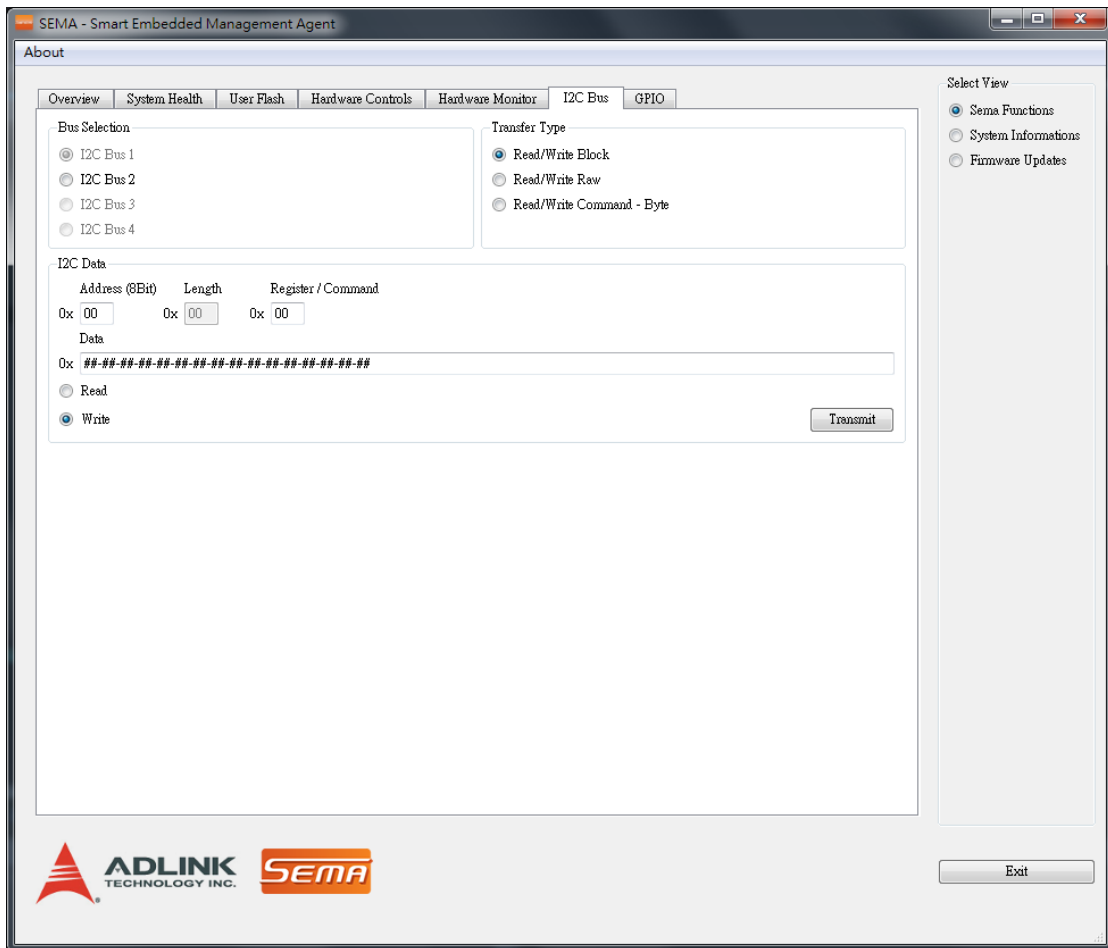 SEMA - Smart Embedded Management Agent
About
Overview System Health User Flash Hardware Controls Hardware Monitor I2C Bus GPIO
Bus Selection
I2C Bus 1
I2C Bus 2
I2C Bus 3
I2C Bus 4
Transfer Type
Read/Write Block
Read/Write Raw
Read/Write Command - Byte
I2C Data
Address (8Bit) Length Register / Command
0x 00 0x 00 0x 00
Data
0x ##-##-##-##-##-##-##-##-##-##-##-##-##-##-##-##
Read
Write
Transmit
Select View
Sema Functions
System Informations
Firmware Updates
ADLINK
TECHNOLOGY INC.
SEMA
Exit